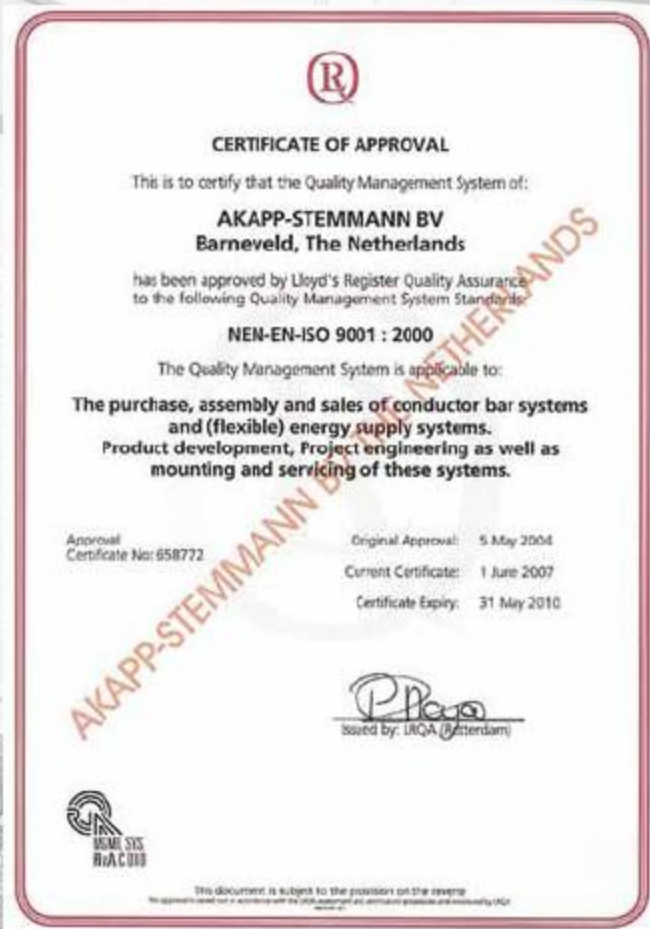 R
CERTIFICATE OF APPROVAL
This is to certify that the Quality Management System of:
AKAPP-STEMMANN BV
Barneveld, The Netherlands
has been approved by Lloyd's Register Quality Assurance
to the following Quality Management System Standards:
NEN-EN-ISO 9001 : 2000
The Quality Management System is applicable to:
The purchase, assembly and sales of conductor bar systems
and (flexible) energy supply systems.
Product development, Project engineering as well as
mounting and servicing of these systems.
Approval
Certificate No: 658772
Original Approval: 5 May 2004
Current Certificate: 1 June 2007
Certificate Expiry: 31 May 2010
Issued by: LRQA (Rotterdam)
AKAPP-STEMMANN BV THE NETHERLANDS
MGMT. SYS.
RvA C 010
This document is subject to the provision on the reverse